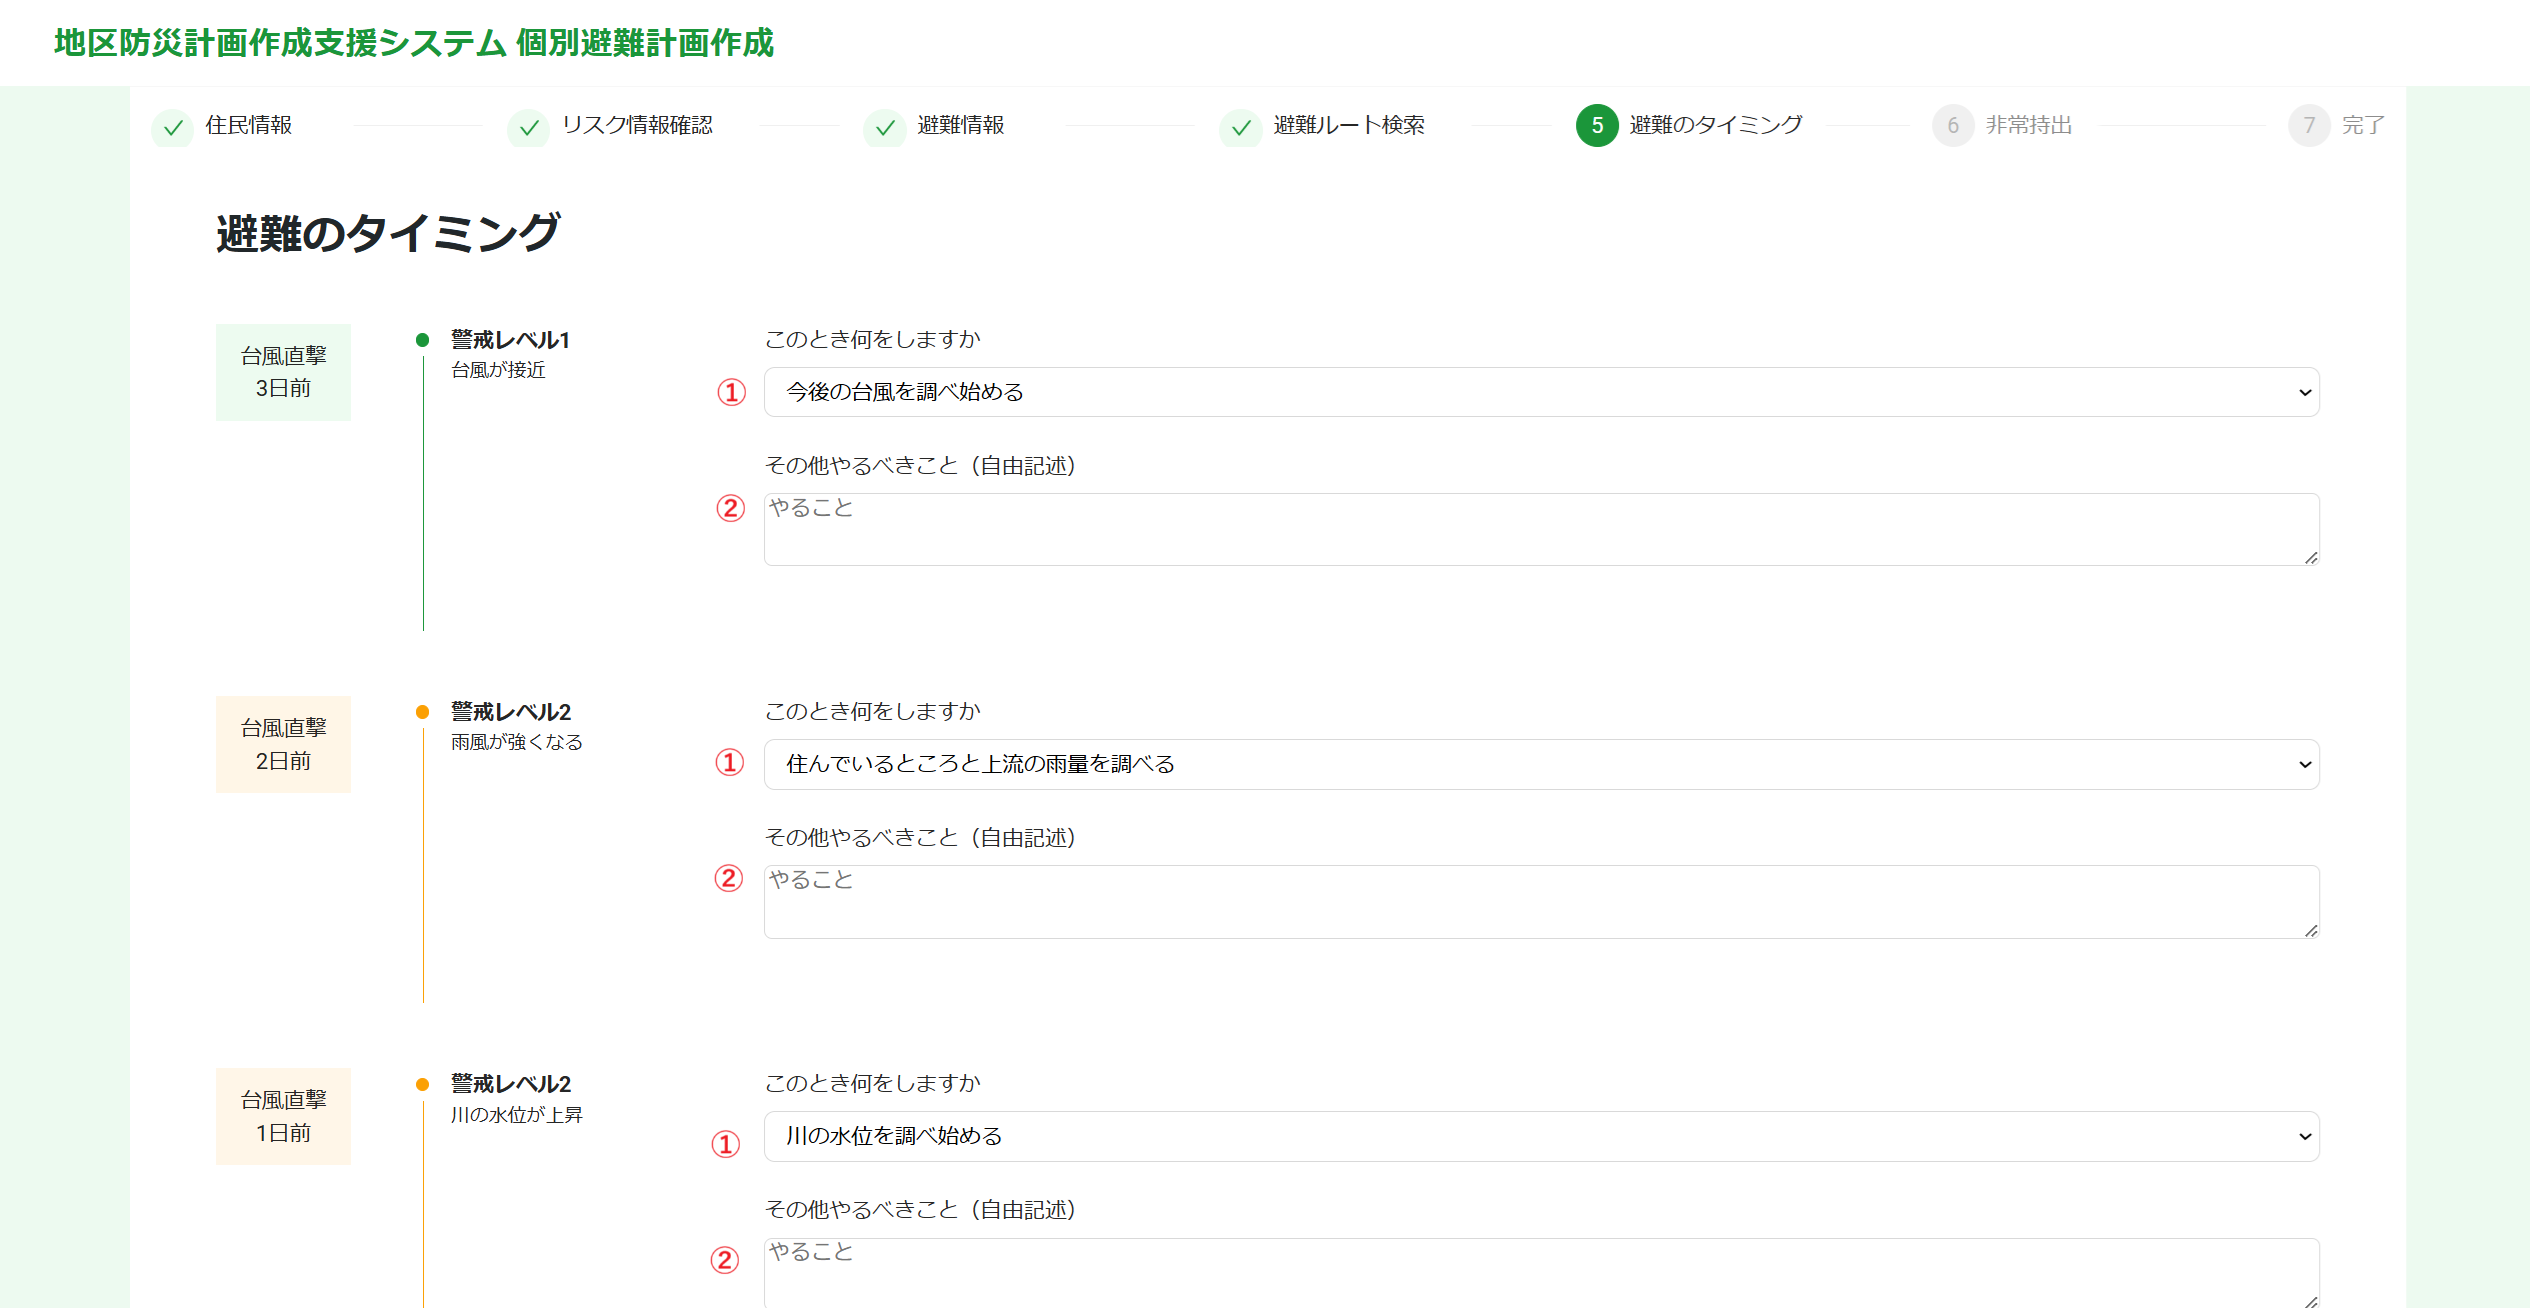 地区防災計画作成支援システム 個別避難計画作成
住民情報
リスク情報確認
避難情報
避難ルート検索
5 避難のタイミング
6 非常持出
7 完了
避難のタイミング
台風直撃
3日前
警戒レベル1
台風が接近
このとき何をしますか
① 今後の台風を調べ始める
その他やるべきこと（自由記述）
② やること
台風直撃
2日前
警戒レベル2
雨風が強くなる
このとき何をしますか
① 住んでいるところと上流の雨量を調べる
その他やるべきこと（自由記述）
② やること
台風直撃
1日前
警戒レベル2
川の水位が上昇
このとき何をしますか
① 川の水位を調べ始める
その他やるべきこと（自由記述）
② やること